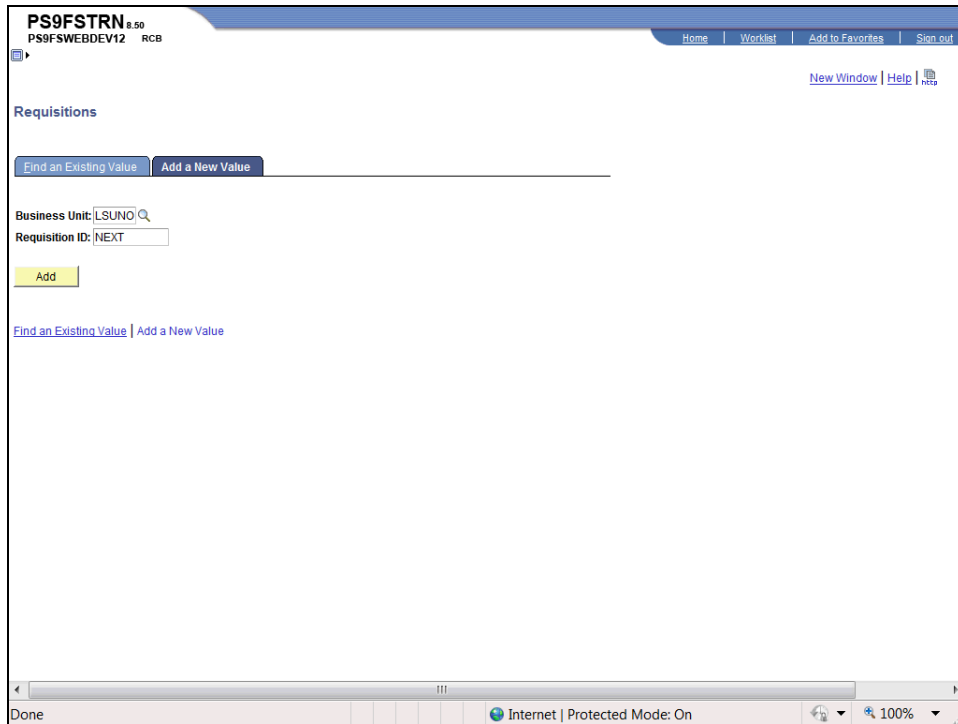 PS9FSTRN 8.50
PS9FSWEBDEV12 RCB
Home | Worklist | Add to Favorites | Sign out
New Window | Help | http
Requisitions
Find an Existing Value Add a New Value
Business Unit: LSUNO
Requisition ID: NEXT
Add
Find an Existing Value | Add a New Value
Done Internet | Protected Mode: On 100%